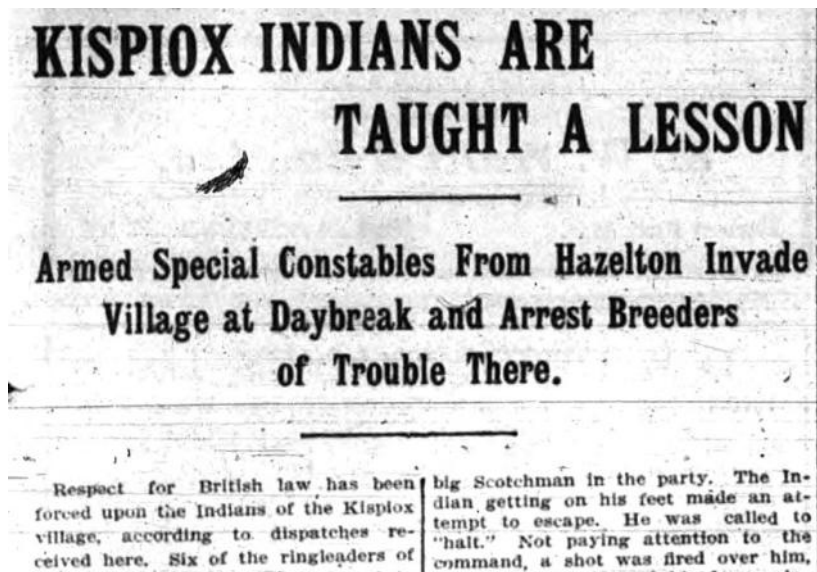 KISPIOX INDIANS ARE
TAUGHT A LESSON
Armed Special Constables From Hazelton Invade
Village at Daybreak and Arrest Breeders
of Trouble There.
Respect for British law has been
forced upon the Indians of the Kispiox
village, according to dispatches re-
ceived here. Six of the ringleaders of
big Scotchman in the party. The In-
dian getting on his feet made an at-
tempt to escape. He was called to
"halt." Not paying attention to the
command, a shot was fired over him,